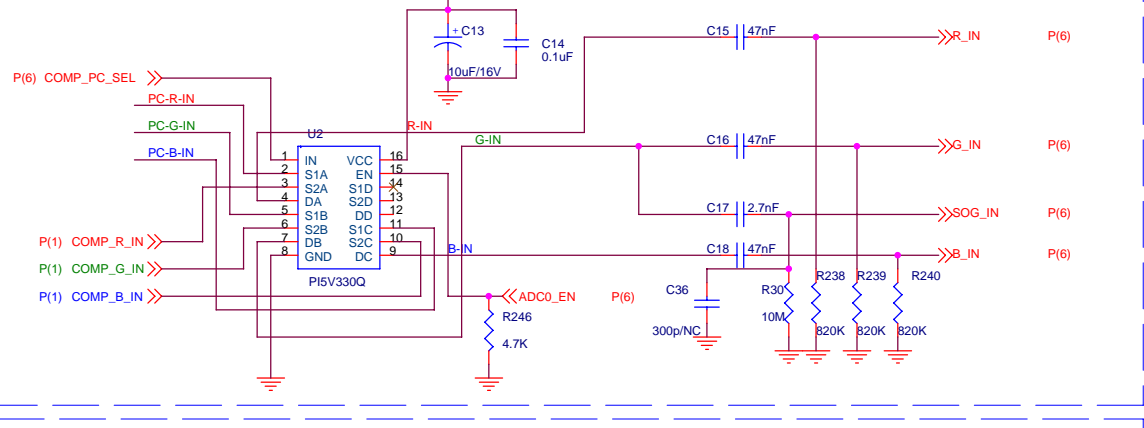 C15 47nF R_IN P(6)
+ C13
C14
0.1uF
10uF/16V
P(6) COMP_PC_SEL
PC-R-IN
PC-G-IN
PC-B-IN
R-IN
G-IN
U2
C16 47nF G_IN P(6)
1 IN VCC 16
2 S1A EN 15
3 S2A S1D 14
4 DA S2D 13
5 S1B DD 12
6 S2B S1C 11
7 DB S2C 10
8 GND DC 9
PI5V330Q
C17 2.7nF SOG_IN P(6)
P(1) COMP_R_IN
B-IN
C18 47nF B_IN P(6)
P(1) COMP_G_IN
P(1) COMP_B_IN
ADC0_EN P(6)
R246
4.7K
C36
300p/NC
R30
10M
R238
820K
R239
820K
R240
820K